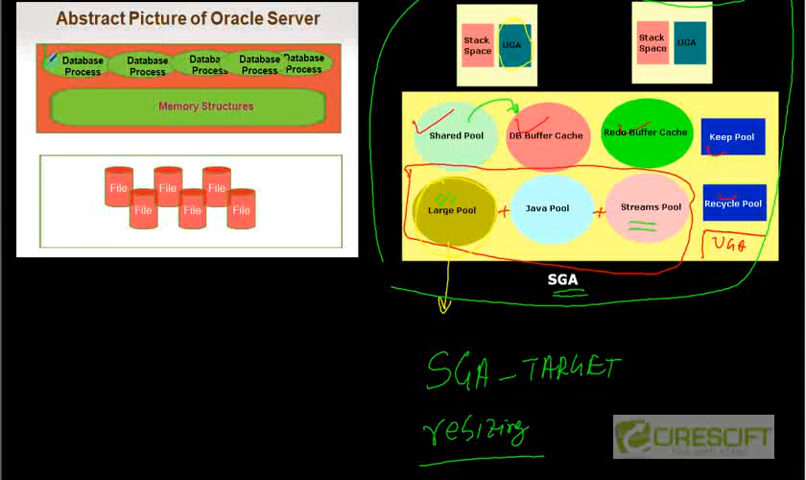 Abstract Picture of Oracle Server
Database Process
Database Process
Databa Process
Database Process
Database Process
Memory Structures
File File File
File File File
Stack Space
UGA
Stack Space
UGA
Shared Pool
DB Buffer Cache
Redo Buffer Cache
Keep Pool
Large Pool
+
Java Pool
+
Streams Pool
Recycle Pool
UGA
SGA
SGA_TARGET
resizing
CIRESCIFT